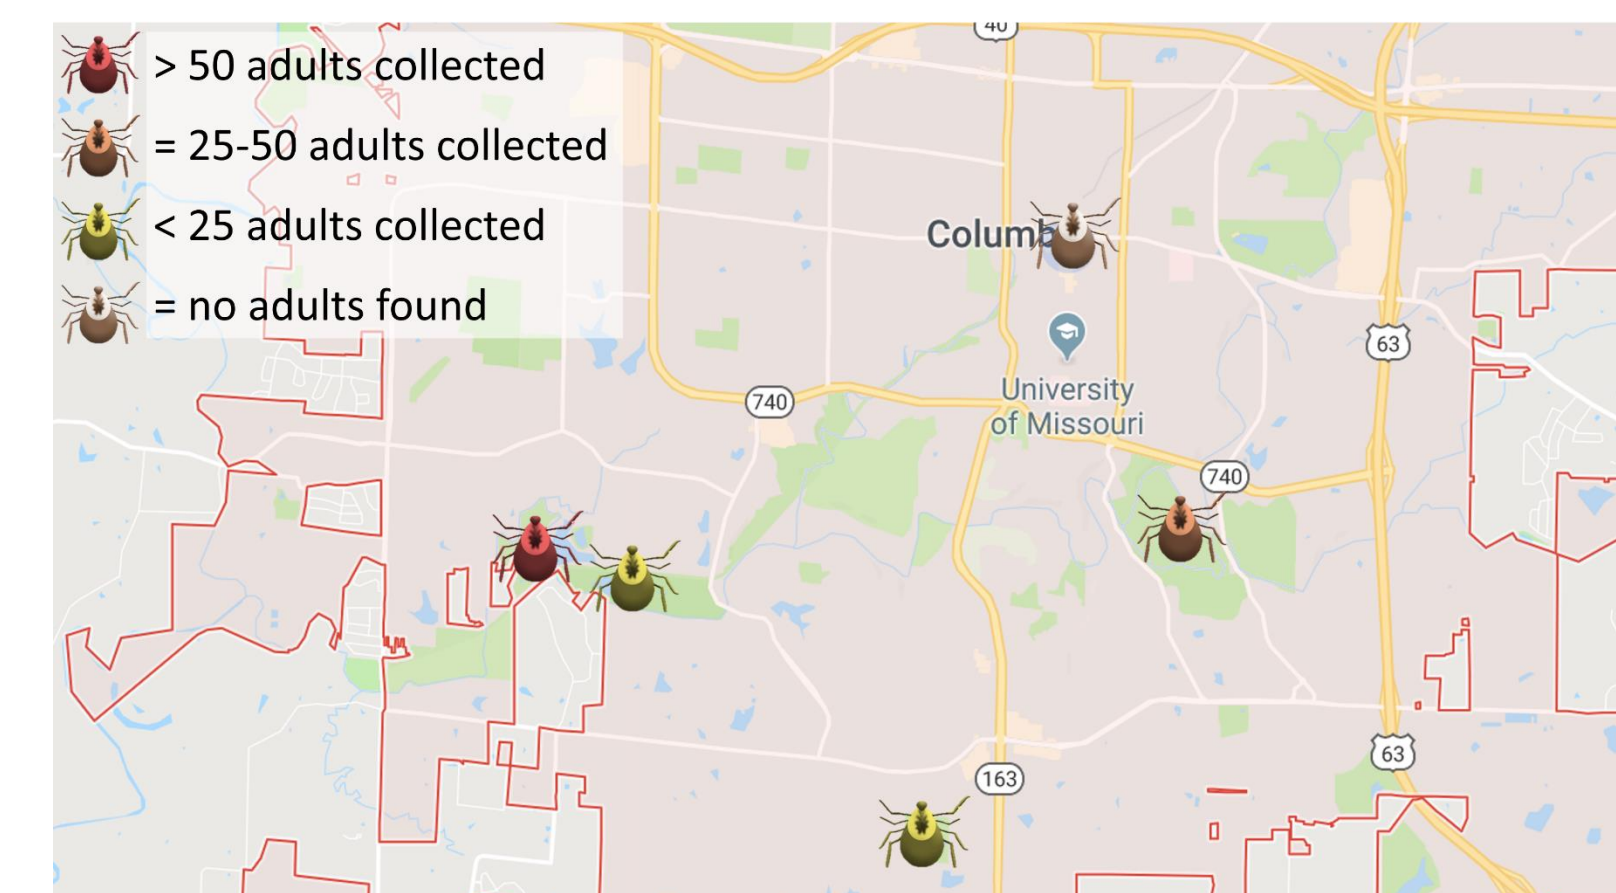 > 50 adults collected
= 25-50 adults collected
< 25 adults collected
= no adults found
40
Columb
63
University
of Missouri
740
740
63
163